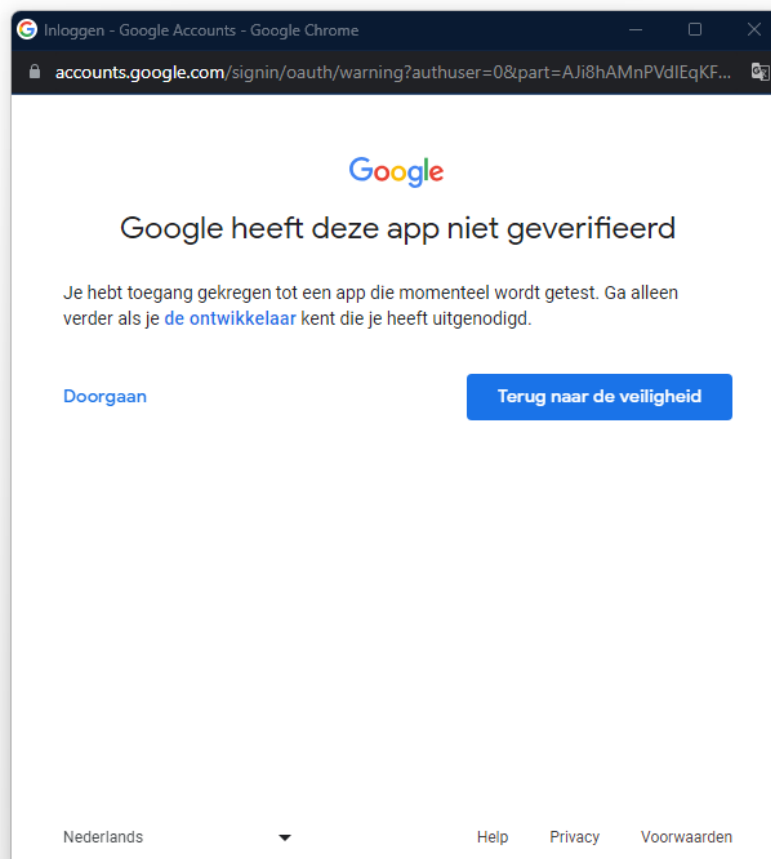 Inloggen - Google Accounts - Google Chrome
accounts.google.com/signin/oauth/warning?authuser=0&part=AJi8hAMnPVdIEqKF...
Google
Google heeft deze app niet geverifieerd
Je hebt toegang gekregen tot een app die momenteel wordt getest. Ga alleen
verder als je de ontwikkelaar kent die je heeft uitgenodigd.
Doorgaan Terug naar de veiligheid
Nederlands Help Privacy Voorwaarden